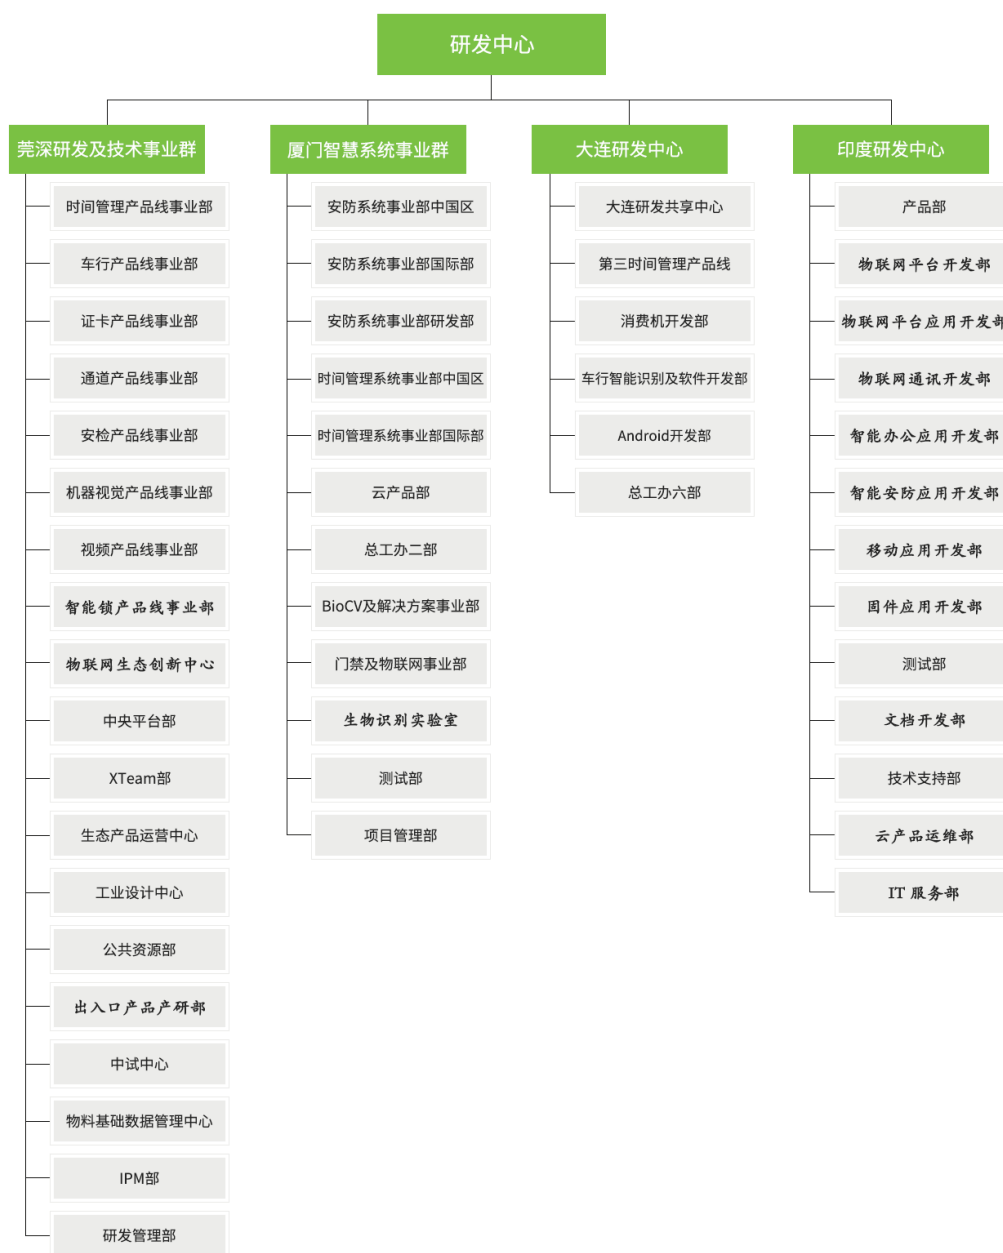 研发中心
莞深研发及技术事业群
时间管理产品线事业部
车行产品线事业部
证卡产品线事业部
通道产品线事业部
安检产品线事业部
机器视觉产品线事业部
视频产品线事业部
智能锁产品线事业部
物联网生态创新中心
中央平台部
XTeam部
生态产品运营中心
工业设计中心
公共资源部
出入口产品产研部
中试中心
物料基础数据管理中心
IPM部
研发管理部
厦门智慧系统事业群
安防系统事业部中国区
安防系统事业部国际部
安防系统事业部研发部
时间管理系统事业部中国区
时间管理系统事业部国际部
云产品部
总工办二部
BioCV及解决方案事业部
门禁及物联网事业部
生物识别实验室
测试部
项目管理部
大连研发中心
大连研发共享中心
第三时间管理产品线
消费机开发部
车行智能识别及软件开发部
Android开发部
总工办六部
印度研发中心
产品部
物联网平台开发部
物联网平台应用开发部
物联网通讯开发部
智能办公应用开发部
智能安防应用开发部
移动应用开发部
固件应用开发部
测试部
文档开发部
技术支持部
云产品运维部
IT 服务部